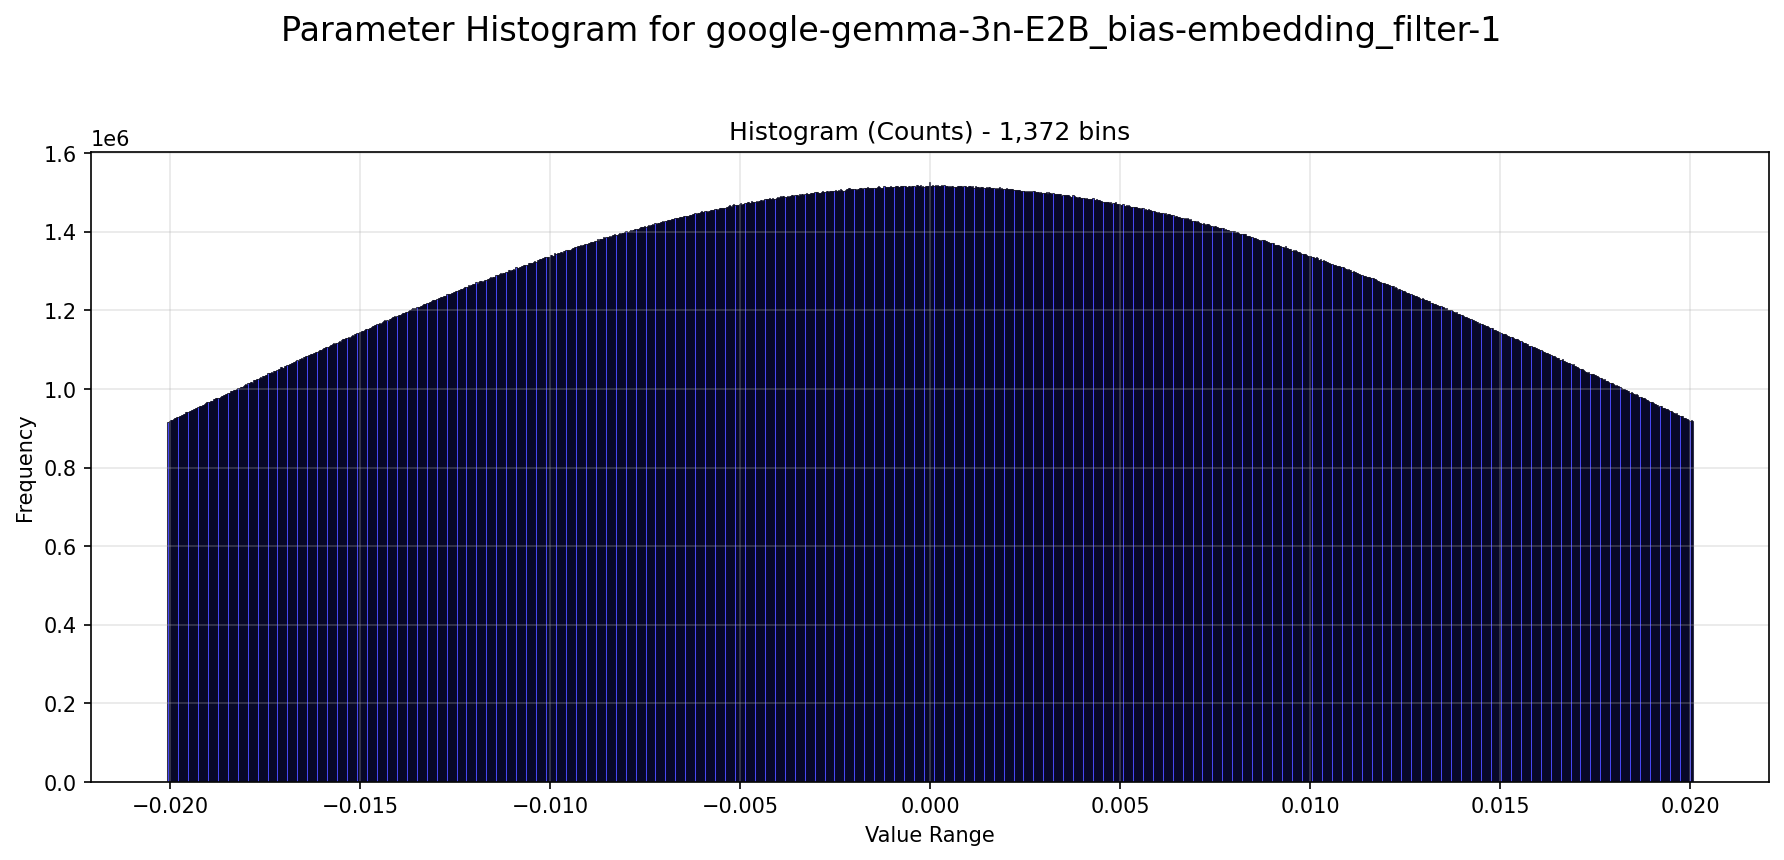 Parameter Histogram for google-gemma-3n-E2B_bias-embedding_filter-1
Histogram (Counts) - 1,372 bins
1e6
1.6
1.4
1.2
1.0
0.8
0.6
0.4
0.2
0.0
Frequency
−0.020 −0.015 −0.010 −0.005 0.000 0.005 0.010 0.015 0.020
Value Range